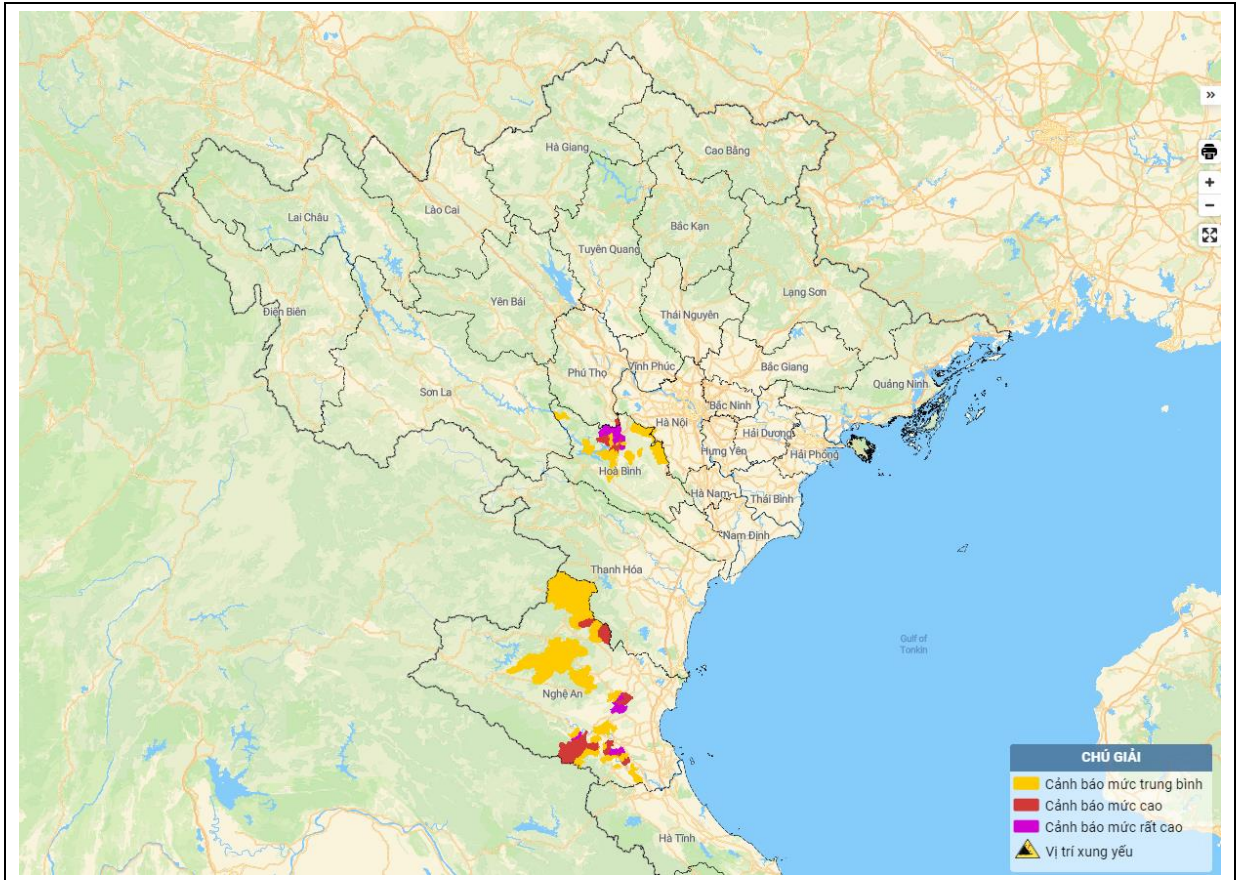 »
Hà Giang
Cao Bằng
+
−
Lai Châu
Lào Cai
Bắc Kạn
Tuyên Quang
Lạng Sơn
Yên Bái
Điện Biên
Thái Nguyên
Vĩnh Phúc
Bắc Giang
Phú Thọ
Quảng Ninh
Sơn La
Bắc Ninh
Hà Nội
Hải Dương
Hưng Yên
Hải Phòng
Hoà Bình
Hà Nam
Thái Bình
Nam Định
Thanh Hóa
Gulf of
Tonkin
Nghệ An
Hà Tĩnh
CHÚ GIẢI
Cảnh báo mức trung bình
Cảnh báo mức cao
Cảnh báo mức rất cao
Vị trí xung yếu